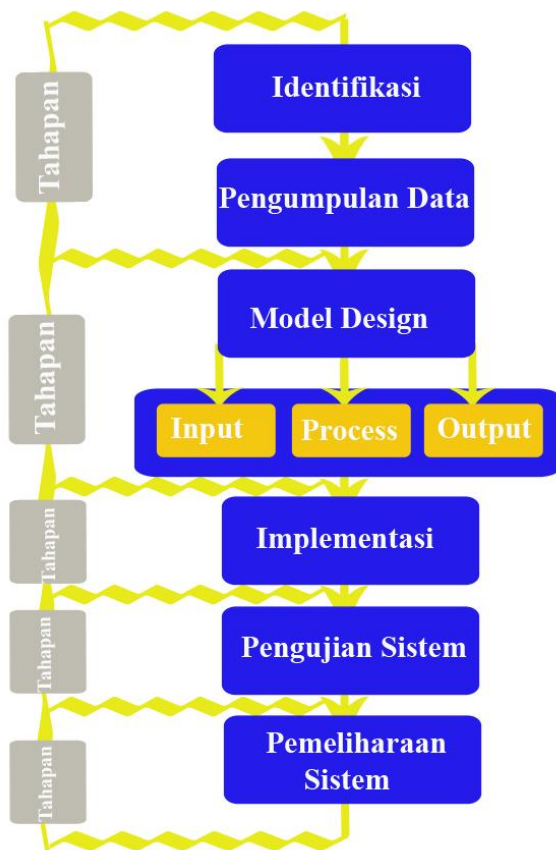 Tahapan
Identifikasi
Pengumpulan Data
Tahapan
Model Design
Input
Process
Output
Tahapan
Implementasi
Tahapan
Pengujian Sistem
Tahapan
Pemeliharaan
Sistem